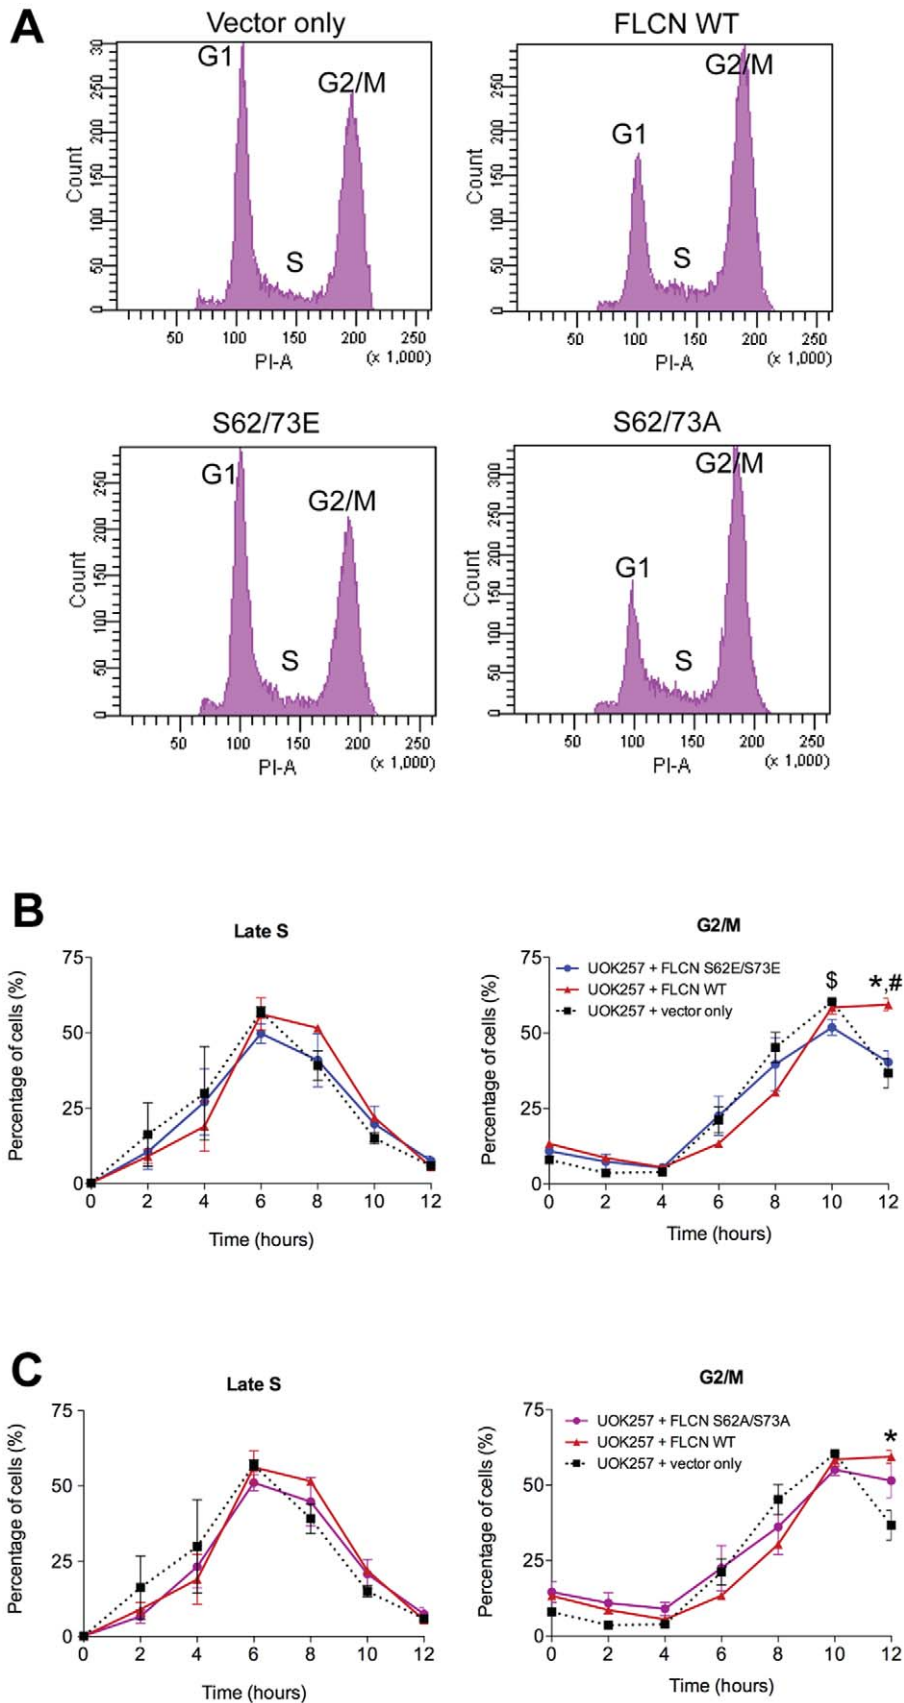 A
Vector only
G1
G2/M
S
Count
30
250
200
150
100
50
0
50 100 150 200 250
PI-A
(x 1,000)
FLCN WT
G1
G2/M
S
Count
250
200
150
100
50
0
50 100 150 200 250
PI-A
(x 1,000)
S62/73E
G1
G2/M
S
Count
250
200
150
100
50
0
50 100 150 200 250
PI-A
(x 1,000)
S62/73A
G1
G2/M
S
Count
300
250
200
150
100
50
0
50 100 150 200 250
PI-A
(x 1,000)
B
Late S
Percentage of cells (%)
75
50
25
0
0 2 4 6 8 10 12
Time (hours)
G2/M
Percentage of cells (%)
75
50
25
0
UOK257 + FLCN S62E/S73E
UOK257 + FLCN WT
UOK257 + vector only
$
*,#
0 2 4 6 8 10 12
Time (hours)
C
Late S
Percentage of cells (%)
75
50
25
0
0 2 4 6 8 10 12
Time (hours)
G2/M
Percentage of cells (%)
75
50
25
0
UOK257 + FLCN S62A/S73A
UOK257 + FLCN WT
UOK257 + vector only
*
0 2 4 6 8 10 12
Time (hours)